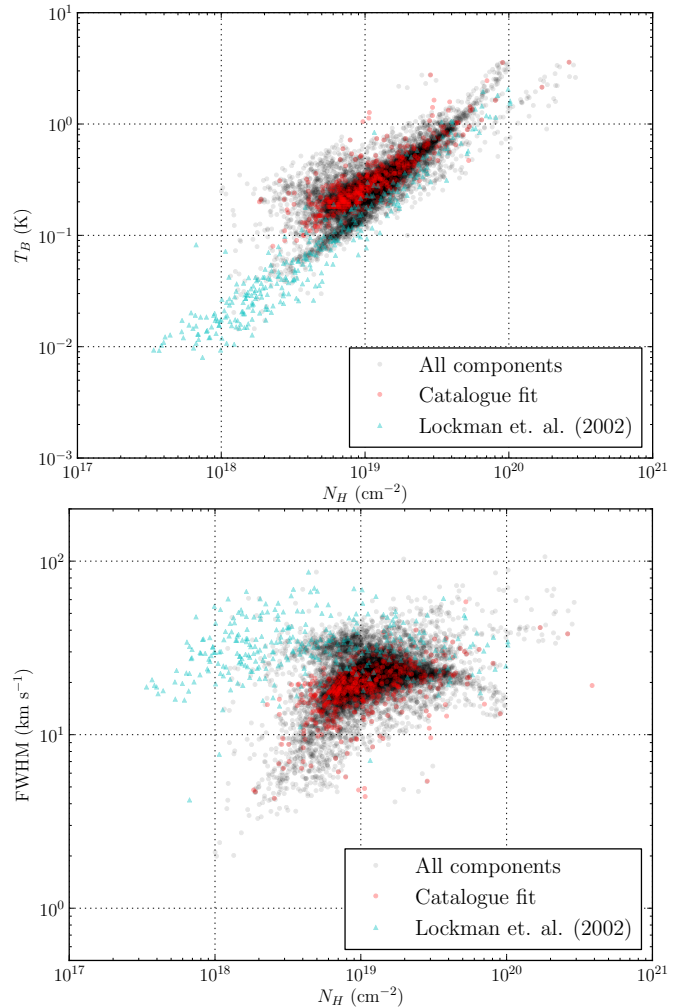 10^1
10^0
T_B (K)
10^{-1}
10^{-2}
10^{-3}
All components
Catalogue fit
Lockman et. al. (2002)
10^{17} 10^{18} 10^{19} 10^{20} 10^{21}
N_H (cm^{-2})
10^2
FWHM (km s^{-1})
10^1
10^0
All components
Catalogue fit
Lockman et. al. (2002)
10^{17} 10^{18} 10^{19} 10^{20} 10^{21}
N_H (cm^{-2})